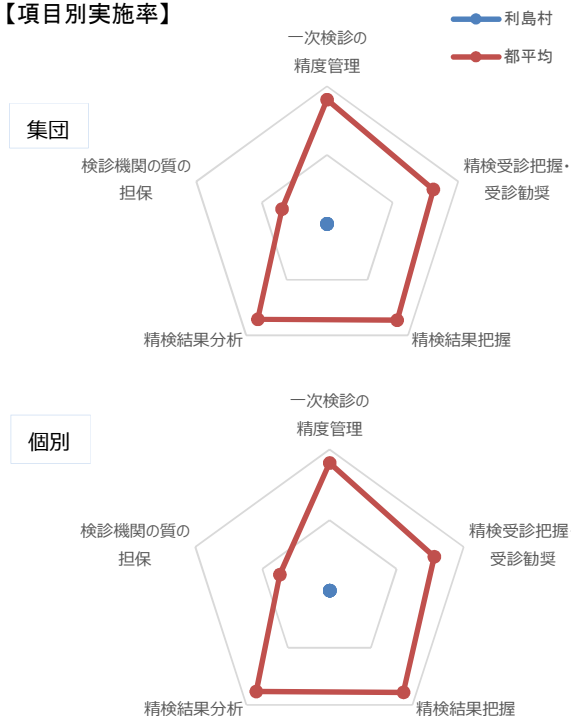 【項目別実施率】
利島村
都平均
集団
一次検診の
精度管理
精検受診把握・
受診勧奨
精検結果把握
精検結果分析
検診機関の質の
担保
個別
一次検診の
精度管理
精検受診把握
受診勧奨
精検結果把握
精検結果分析
検診機関の質の
担保